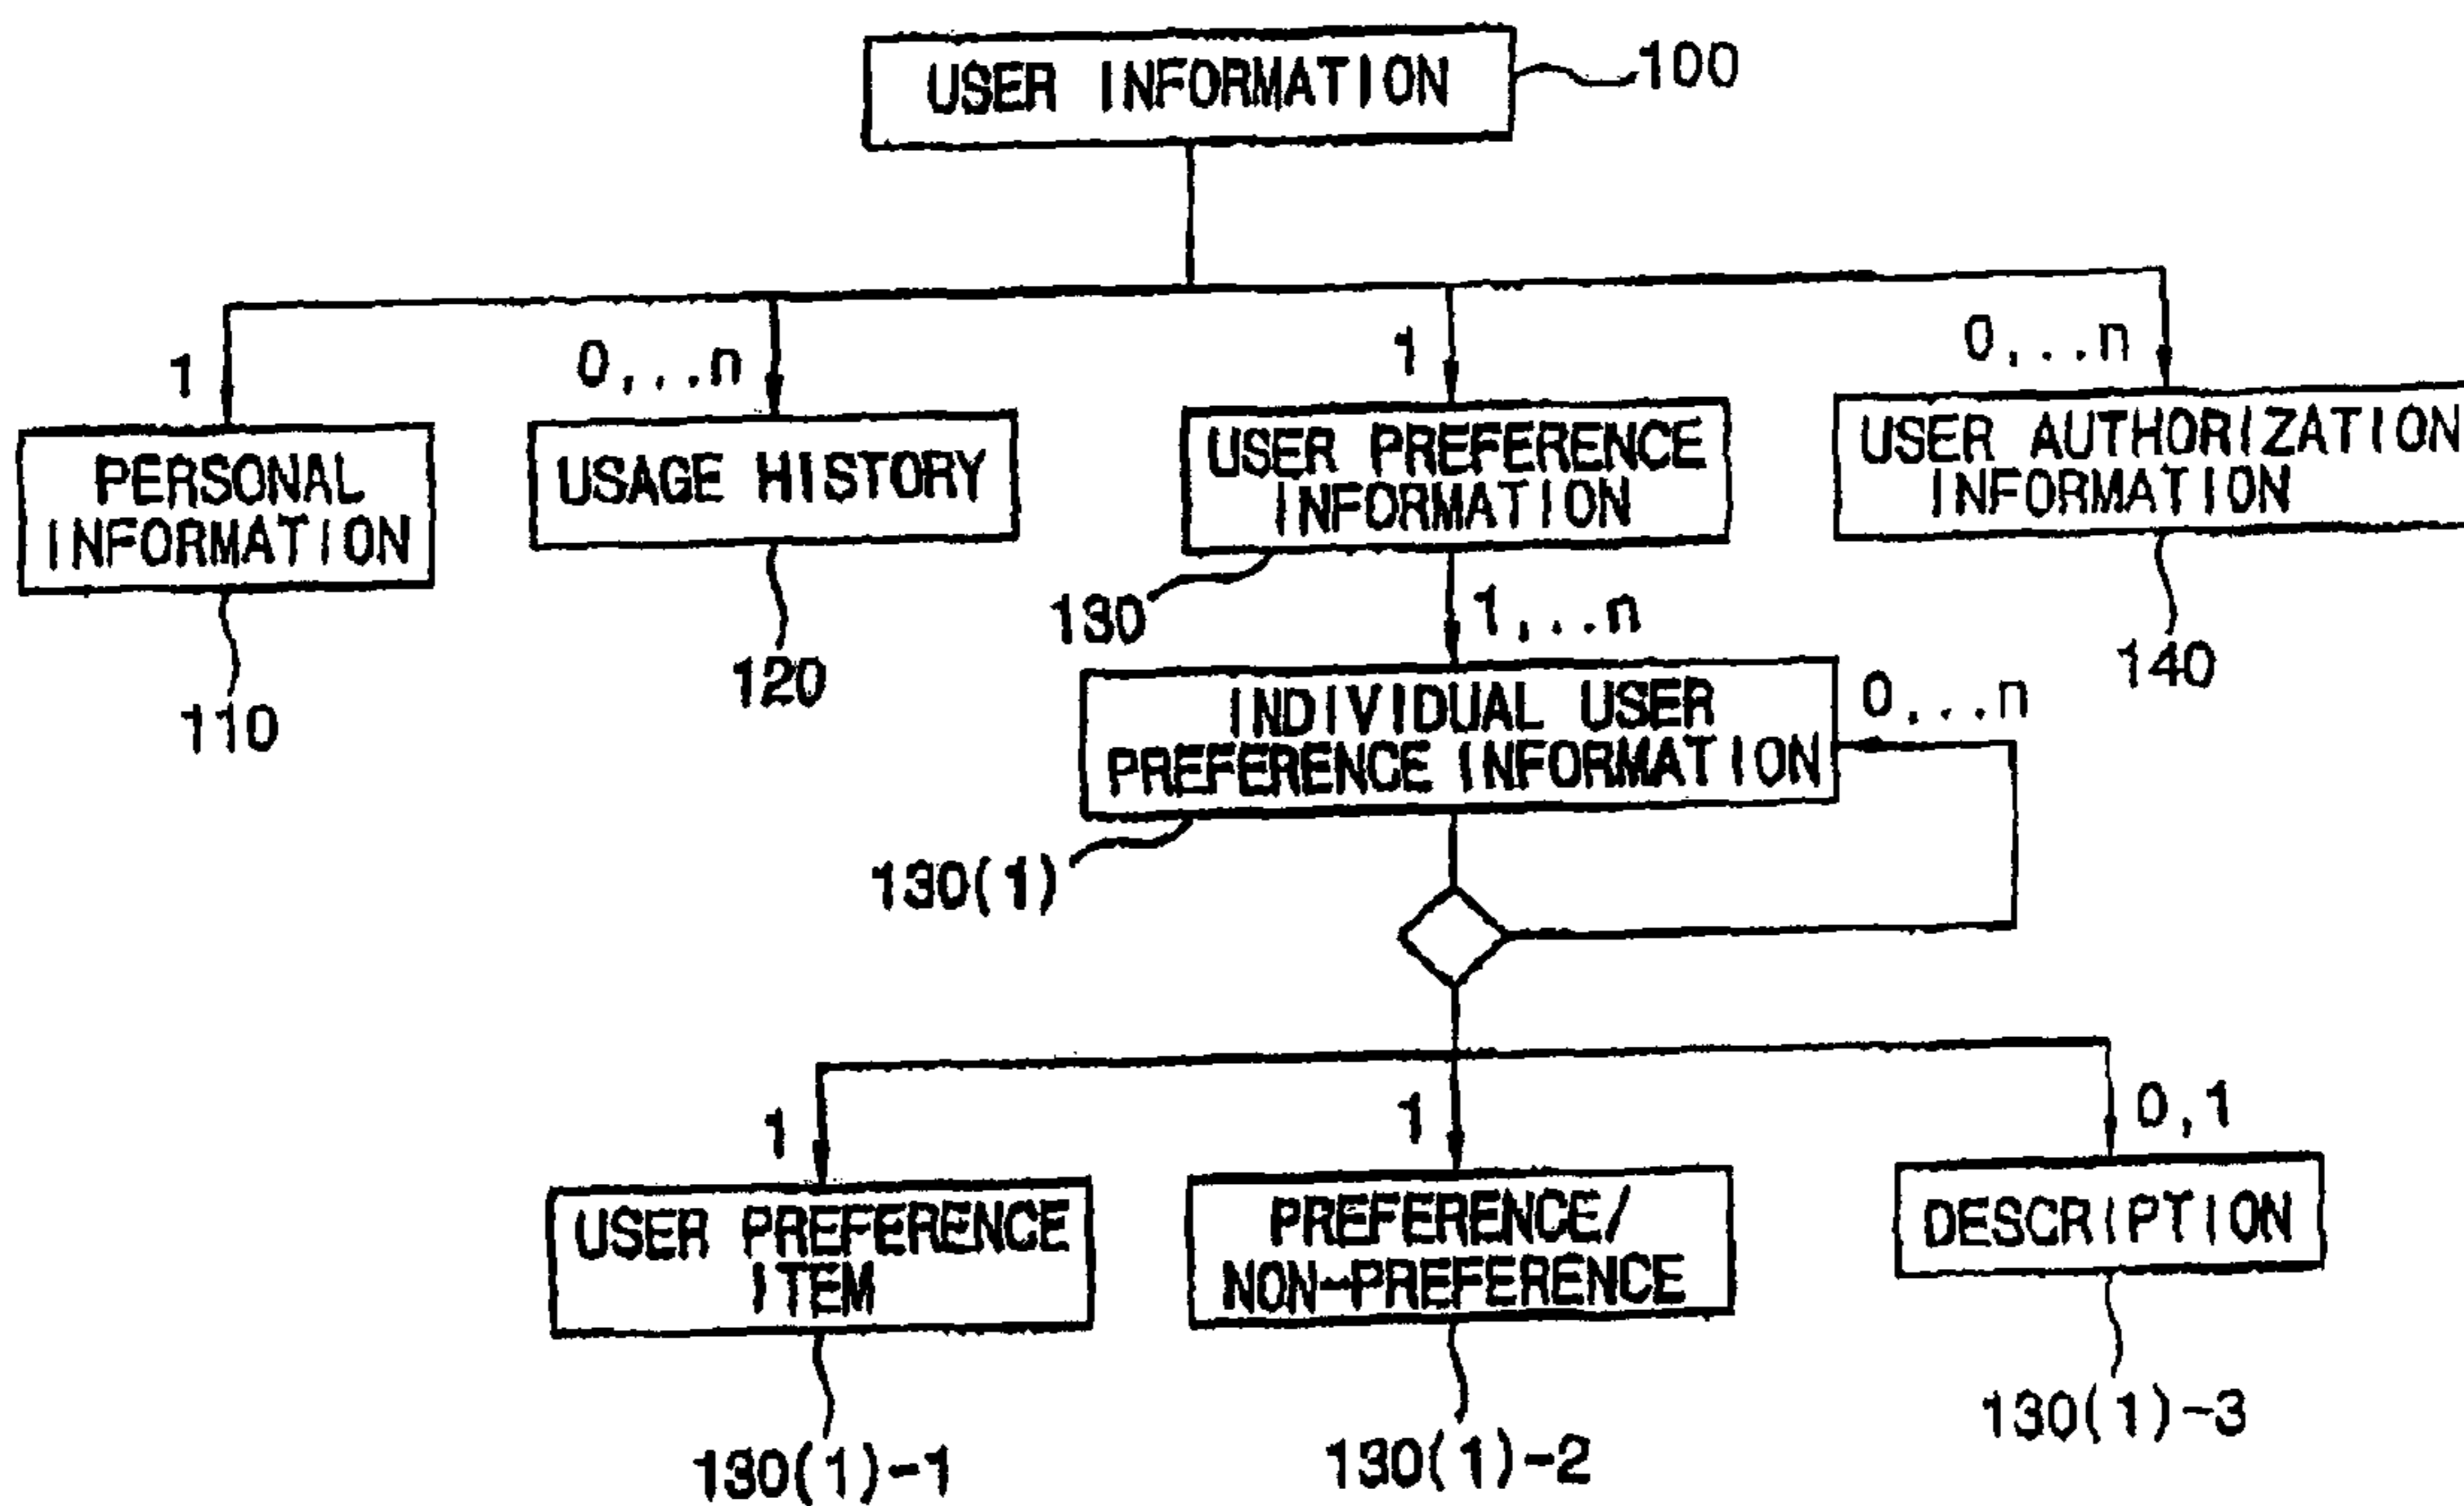 USER INFORMATION
100
1
0,..n
1
0,..n
PERSONAL
INFORMATION
USAGE HISTORY
USER PREFERENCE
INFORMATION
USER AUTHORIZATION
INFORMATION
110
120
130
1,..n
140
INDIVIDUAL USER
PREFERENCE INFORMATION
0,..n
130(1)
1
1
0,1
USER PREFERENCE
ITEM
PREFERENCE/
NON-PREFERENCE
DESCRIPTION
130(1)-1
130(1)-2
130(1)-3